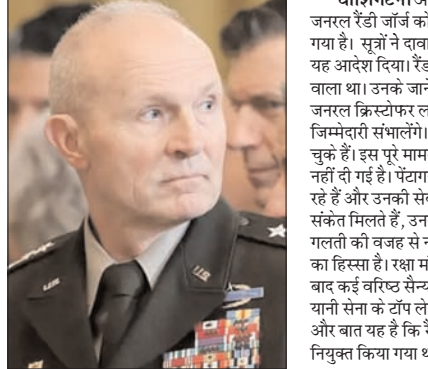 जनरल रैंडी जॉर्ज को
गया है। सूत्रों ने दावा
यह आदेश दिया। रैंड
वाला था। उनके जाने
जनरल क्रिस्टोफर ल
जिम्मेदारी संभालेंगे।
चुके हैं। इस पूरे माम
नहीं दी गई है। पेंटाग
रहे हैं और उनकी सेव
संकेत मिलते हैं, उन
गलती की वजह से न
का हिस्सा है। रक्षा मं
बाद कई वरिष्ठ सैन्य
यानी सेना के टॉप ले
और बात यह है कि रै
नियुक्त किया गया थ
U.S.